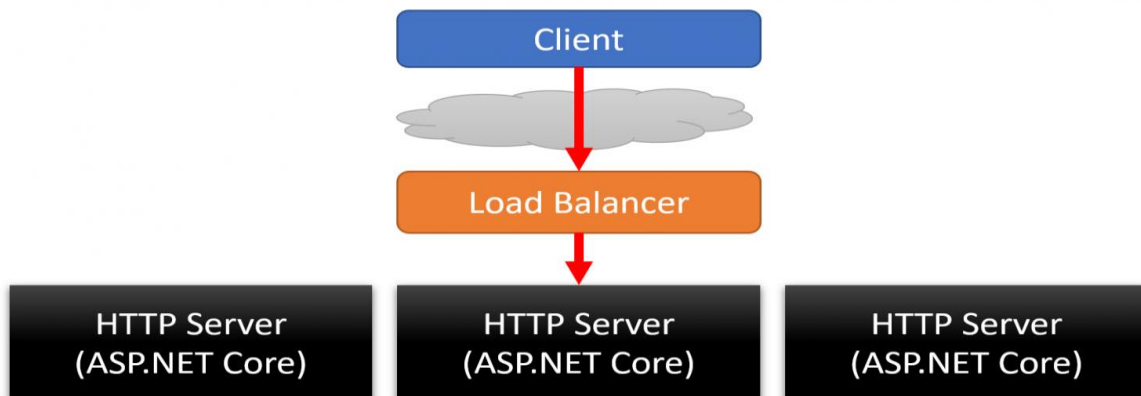 Client
Load Balancer
HTTP Server
(ASP.NET Core)
HTTP Server
(ASP.NET Core)
HTTP Server
(ASP.NET Core)